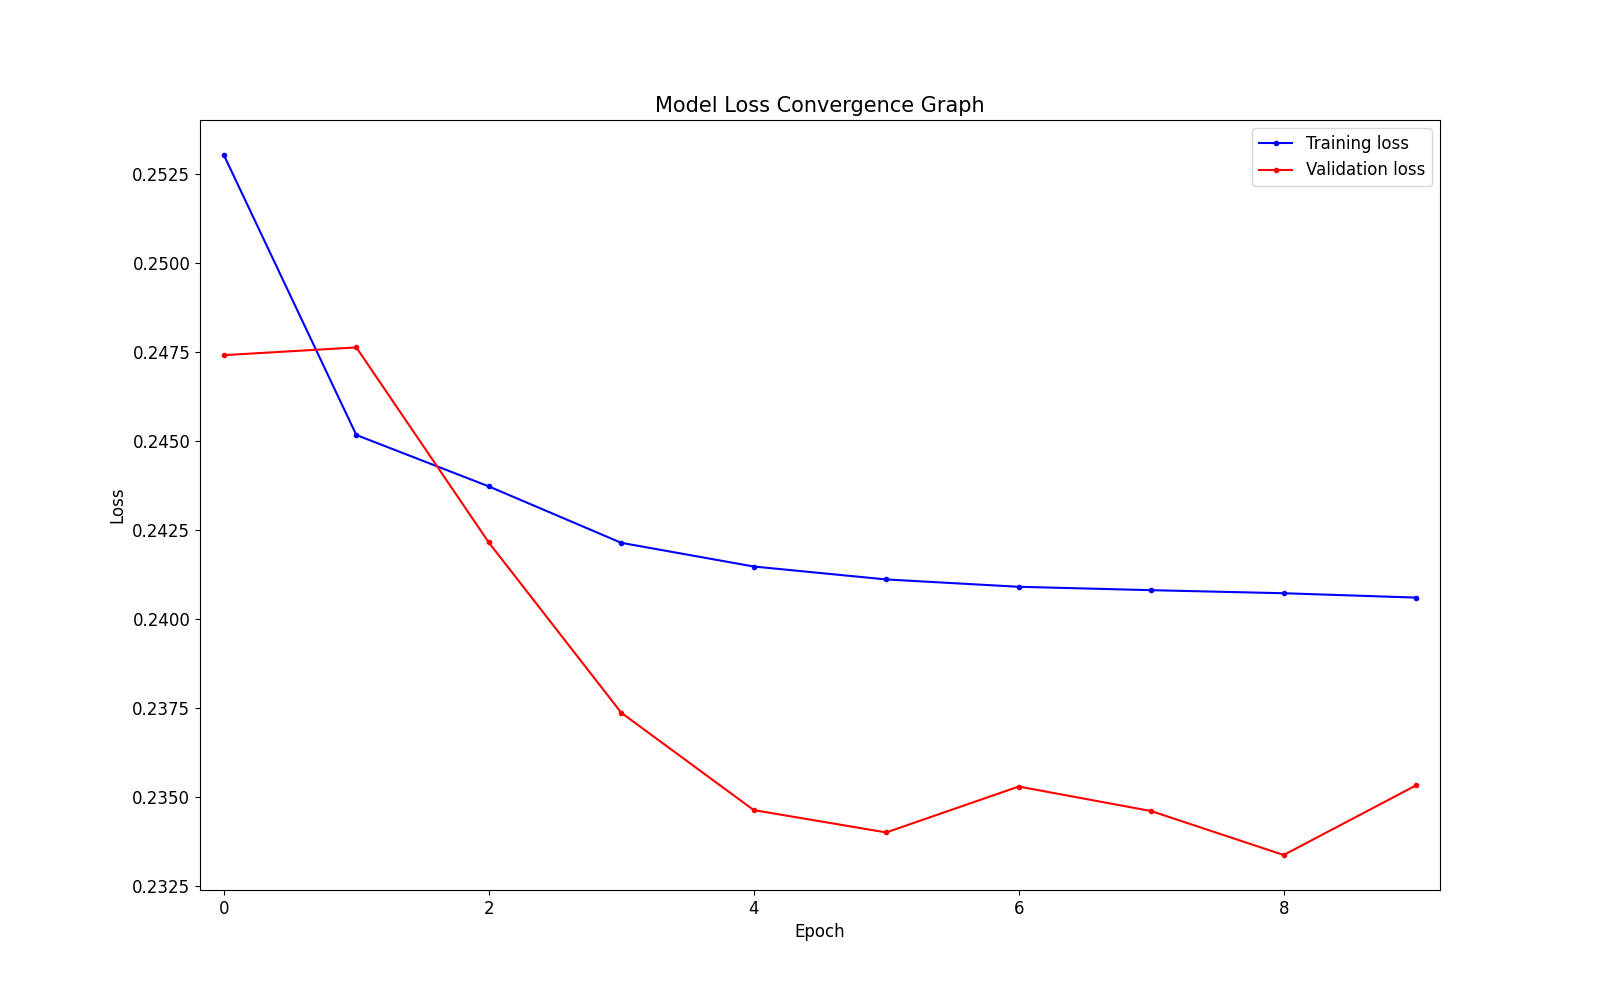 Model Loss Convergence Graph
Training loss
Validation loss
0.2525
0.2500
0.2475
0.2450
0.2425
0.2400
0.2375
0.2350
0.2325
Loss
0 2 4 6 8
Epoch